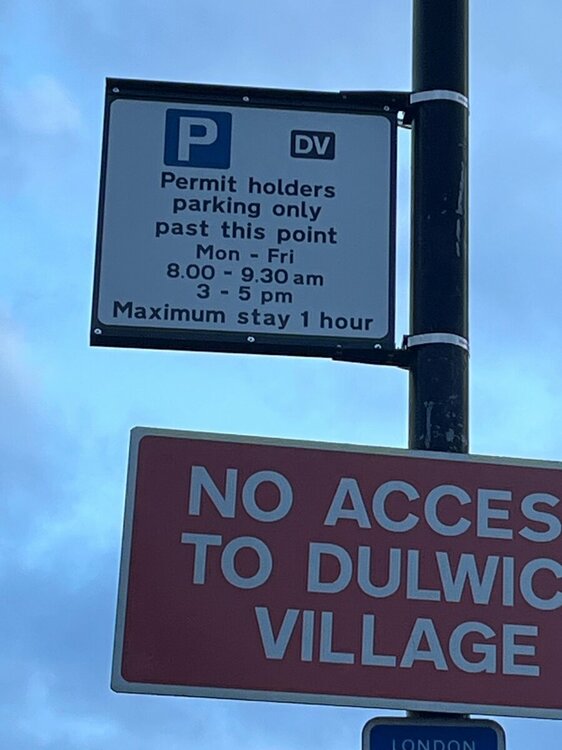 P DV
Permit holders
parking only
past this point
Mon - Fri
8.00 - 9.30 am
3 - 5 pm
Maximum stay 1 hour
NO ACCES
TO DULWIC
VILLAGE
LONDON